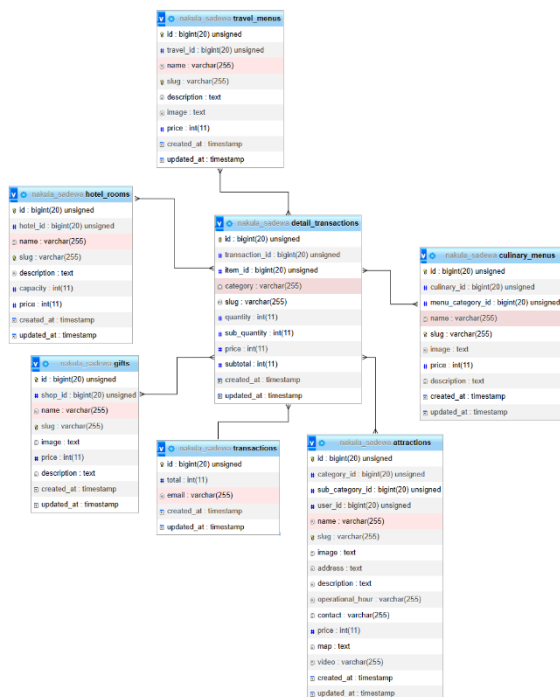 nakula_sadewa travel_menus
id : bigint(20) unsigned
travel_id : bigint(20) unsigned
name : varchar(255)
slug : varchar(255)
description : text
image : text
price : int(11)
created_at : timestamp
updated_at : timestamp
nakula_sadewa hotel_rooms
id : bigint(20) unsigned
hotel_id : bigint(20) unsigned
name : varchar(255)
slug : varchar(255)
description : text
capacity : int(11)
price : int(11)
created_at : timestamp
updated_at : timestamp
nakula_sadewa detail_transactions
id : bigint(20) unsigned
transaction_id : bigint(20) unsigned
item_id : bigint(20) unsigned
category : varchar(255)
slug : varchar(255)
quantity : int(11)
sub_quantity : int(11)
price : int(11)
subtotal : int(11)
created_at : timestamp
updated_at : timestamp
nakula_sadewa culinary_menus
id : bigint(20) unsigned
culinary_id : bigint(20) unsigned
menu_category_id : bigint(20) unsigned
name : varchar(255)
slug : varchar(255)
image : text
price : int(11)
description : text
created_at : timestamp
updated_at : timestamp
nakula_sadewa gifts
id : bigint(20) unsigned
shop_id : bigint(20) unsigned
name : varchar(255)
slug : varchar(255)
image : text
price : int(11)
description : text
created_at : timestamp
updated_at : timestamp
nakula_sadewa transactions
id : bigint(20) unsigned
total : int(11)
email : varchar(255)
created_at : timestamp
updated_at : timestamp
nakula_sadewa attractions
id : bigint(20) unsigned
category_id : bigint(20) unsigned
sub_category_id : bigint(20) unsigned
user_id : bigint(20) unsigned
name : varchar(255)
slug : varchar(255)
image : text
address : text
description : text
operational_hour : varchar(255)
contact : varchar(255)
price : int(11)
map : text
video : varchar(255)
created_at : timestamp
updated_at : timestamp